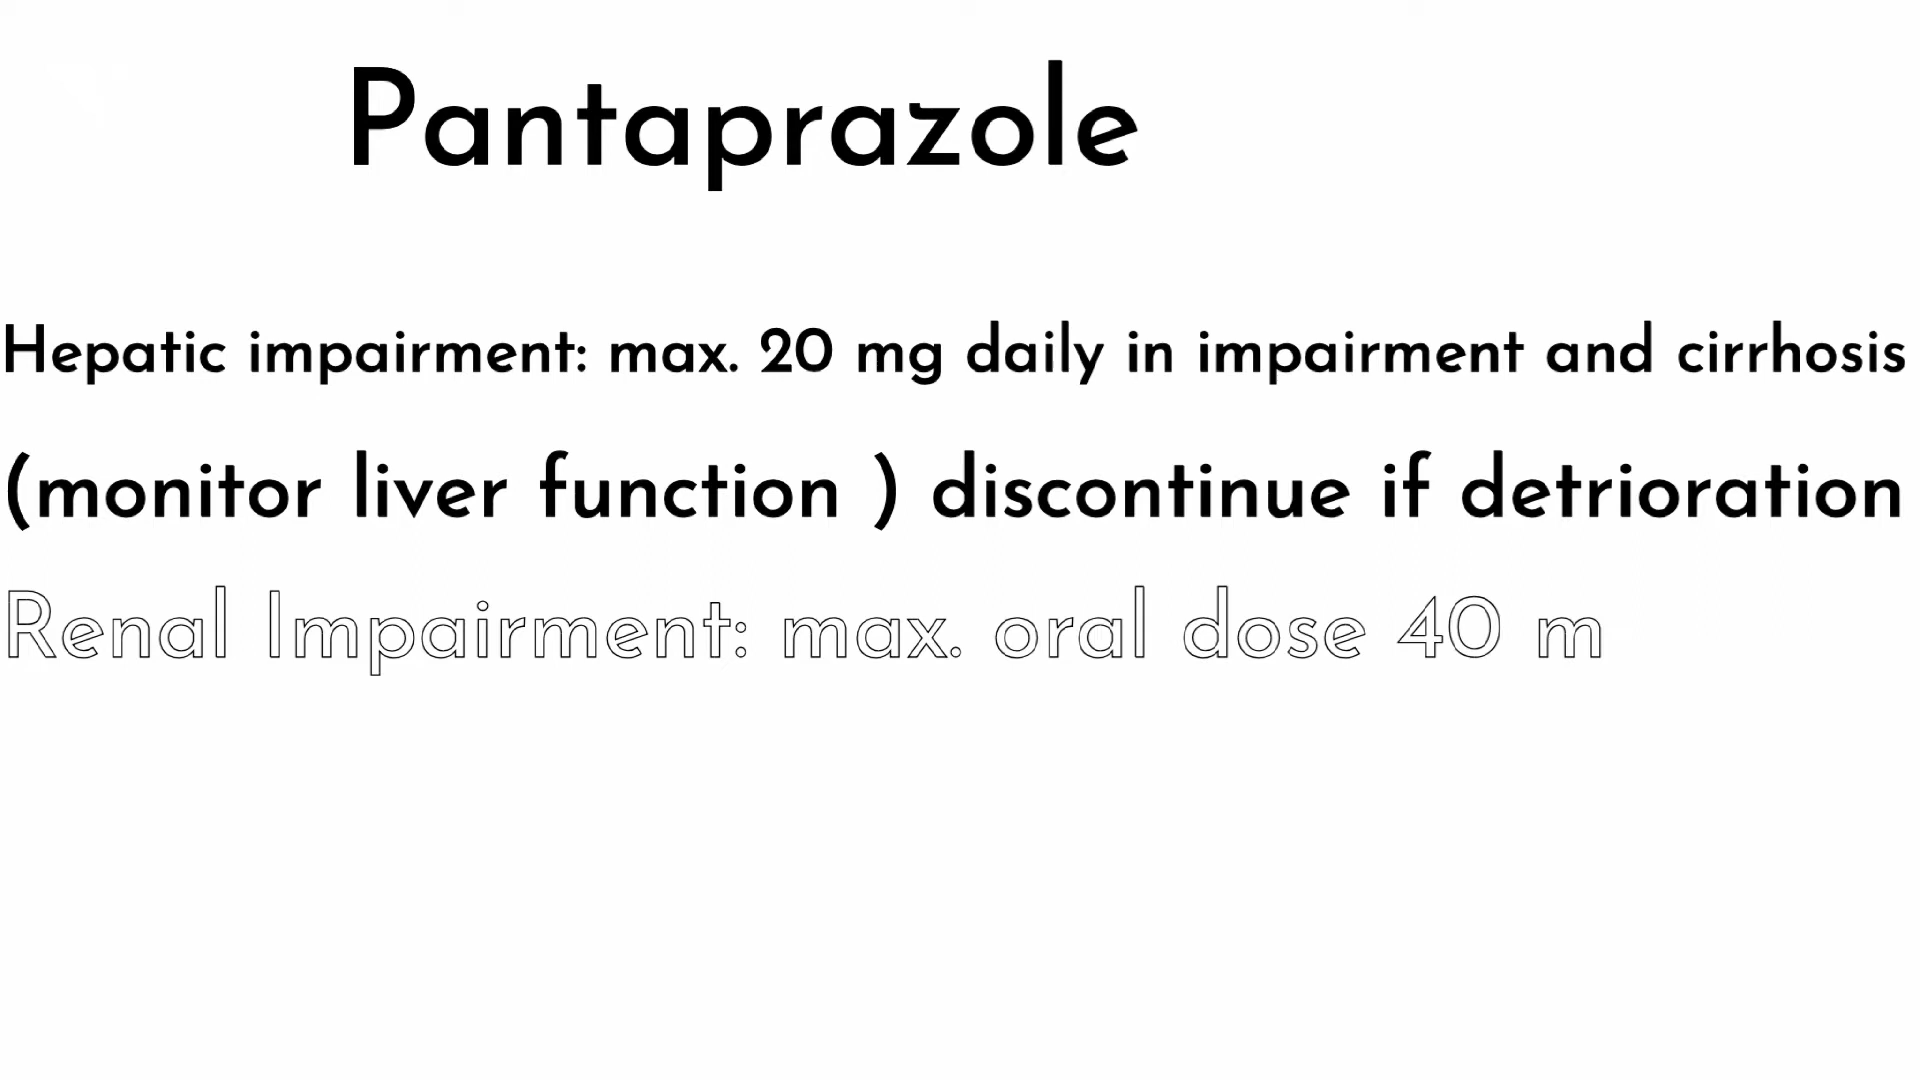 Pantaprazole
Hepatic impairment: max. 20 mg daily in impairment and cirrhosis
(monitor liver function ) discontinue if detrioration
Renal Impairment: max. oral dose 40 m